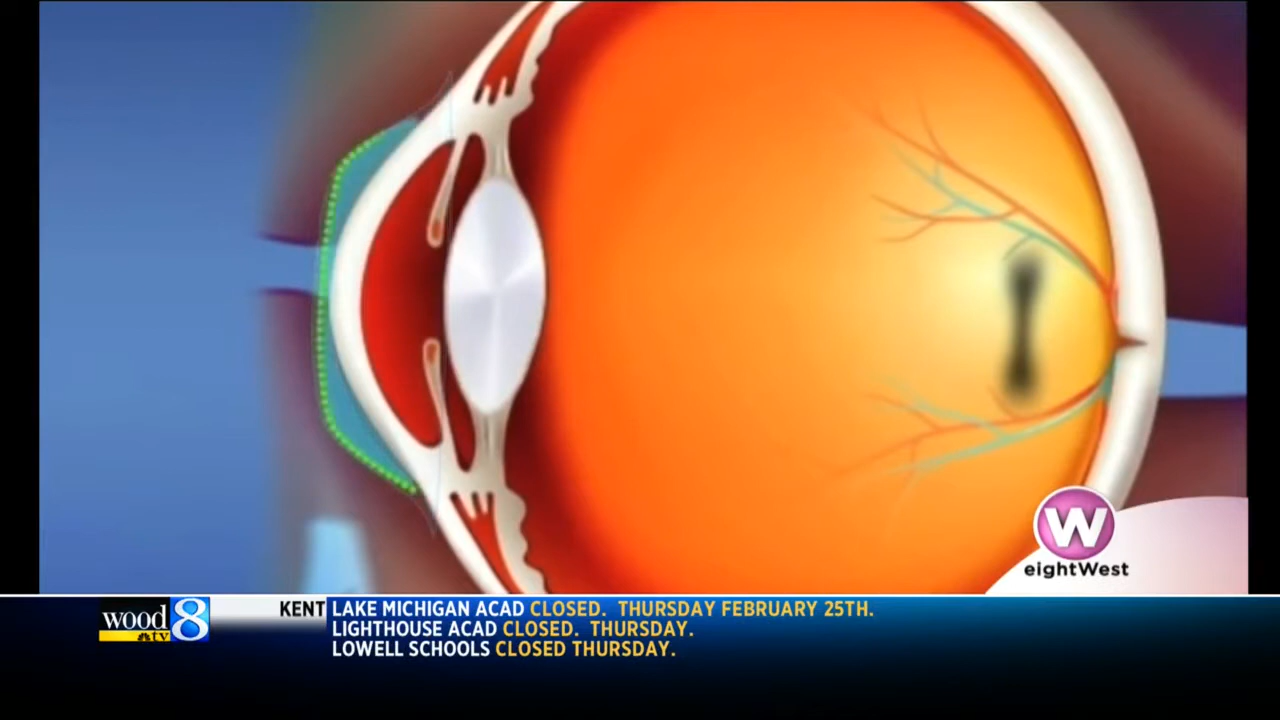 W
eightWest
wood
tv
8
KENT
LAKE MICHIGAN ACAD CLOSED. THURSDAY FEBRUARY 25TH.
LIGHTHOUSE ACAD CLOSED. THURSDAY.
LOWELL SCHOOLS CLOSED THURSDAY.